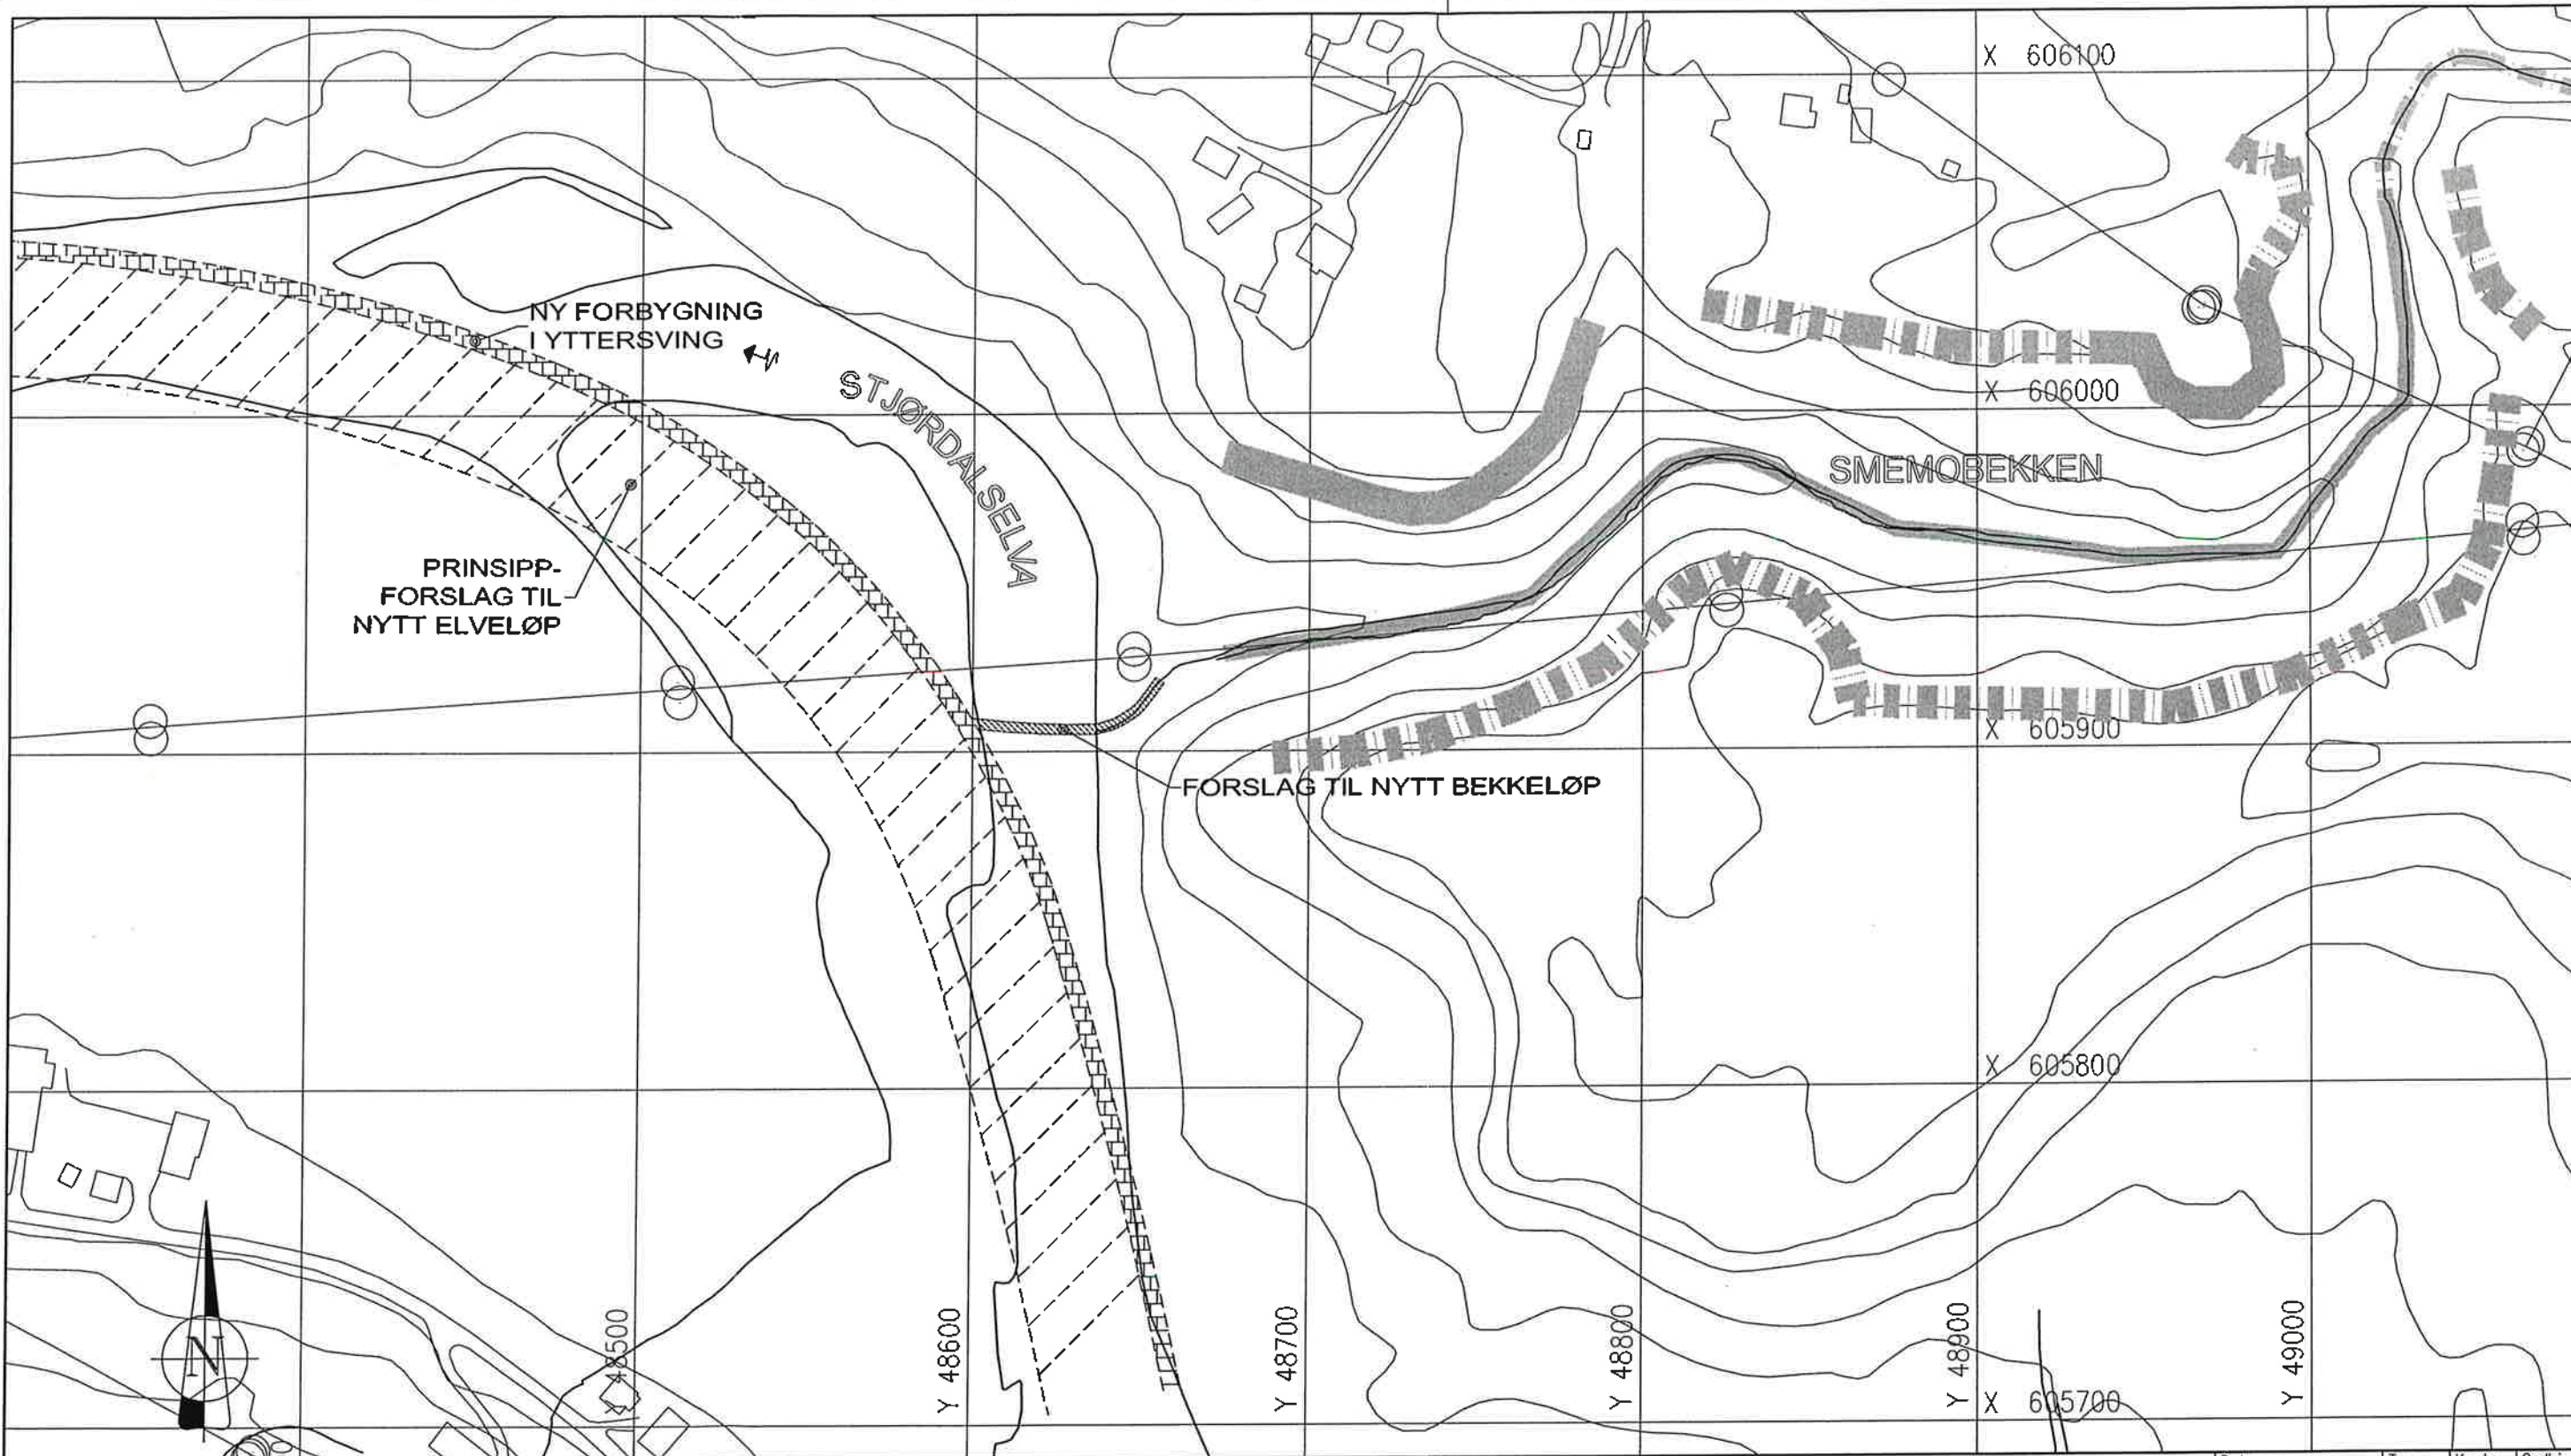 X 606100
NY FORBYGNING
I YTTERSVING
STJØRDALSELVA
X 606000
SMEMOBEKKEN
PRINSIPP-
FORSLAG TIL
NYTT ELVELØP
X 605900
FORSLAG TIL NYTT BEKKELØP
X 605800
N
Y 48500
Y 48600
Y 48700
Y 48800
Y 48900
Y 49000
X 605700